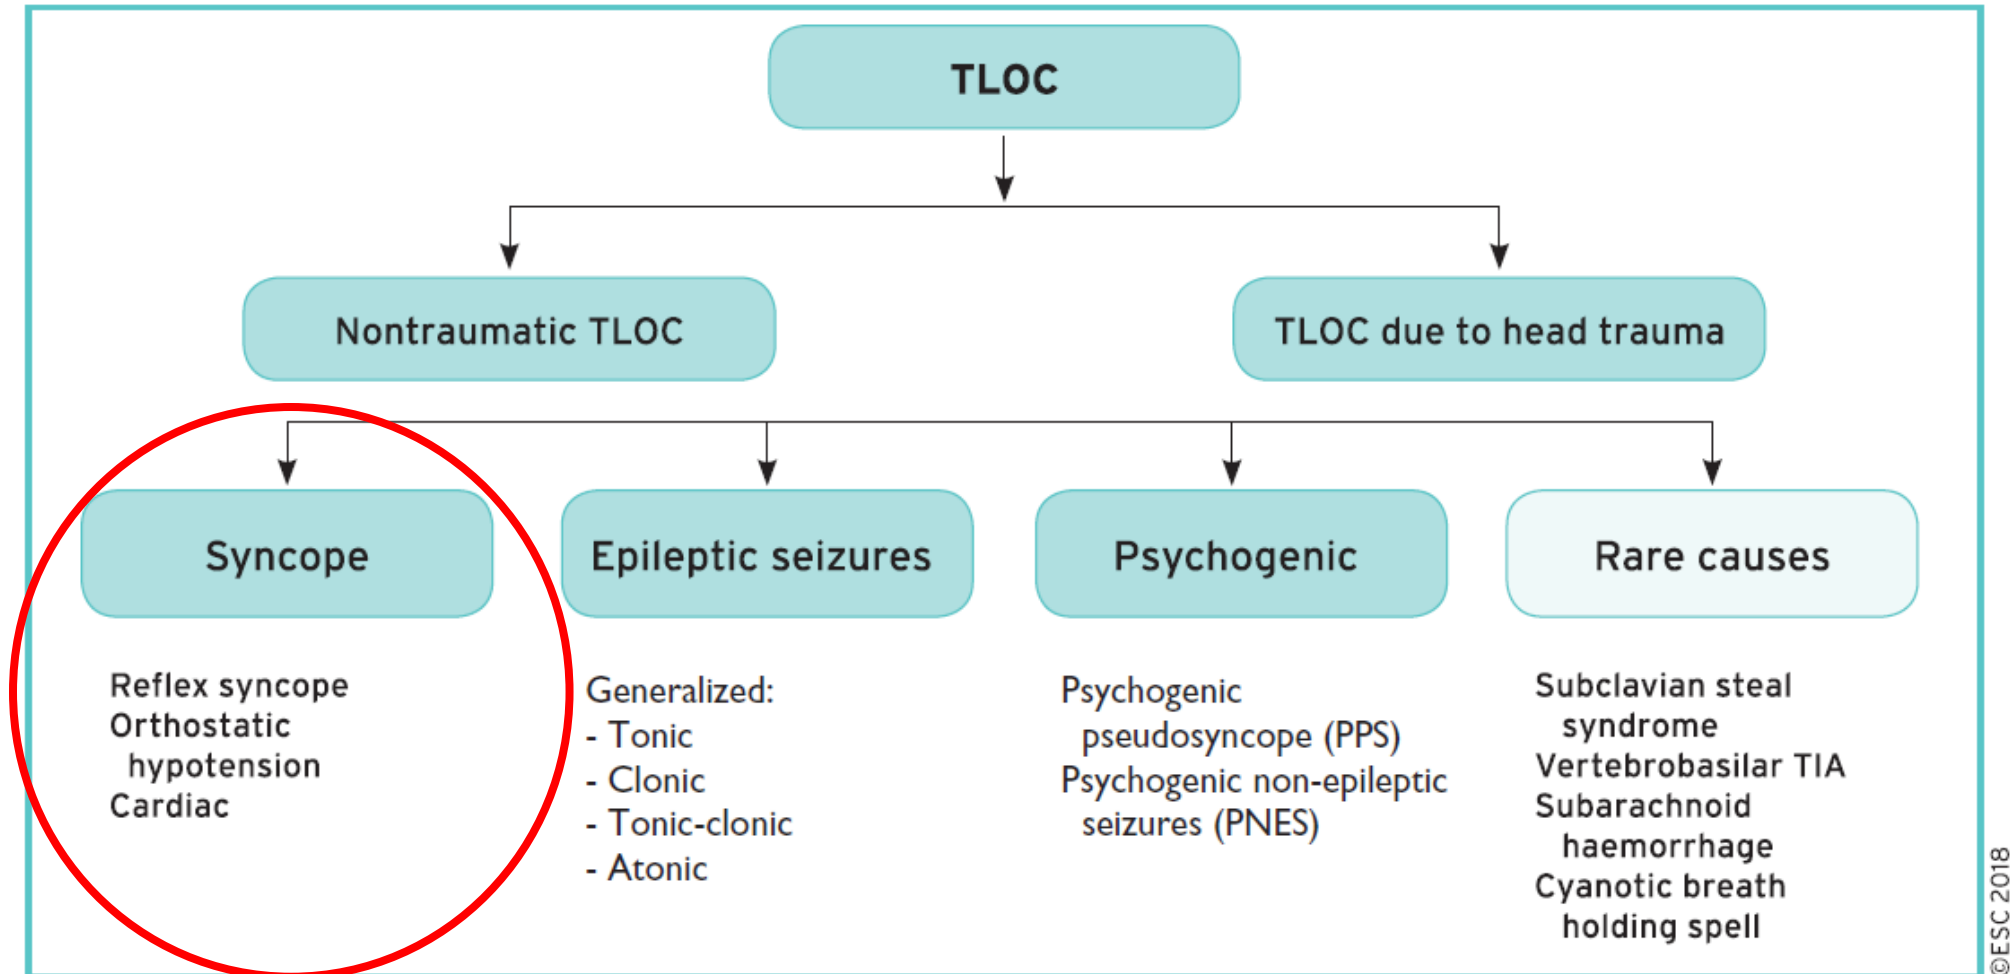 TLOC
Nontraumatic TLOC
TLOC due to head trauma
Syncope
Epileptic seizures
Psychogenic
Rare causes
Reflex syncope
Orthostatic
hypotension
Cardiac
Generalized:
- Tonic
- Clonic
- Tonic-clonic
- Atonic
Psychogenic
pseudosyncope (PPS)
Psychogenic non-epileptic
seizures (PNES)
Subclavian steal
syndrome
Vertebrobasilar TIA
Subarachnoid
haemorrhage
Cyanotic breath
holding spell
©ESC 2018